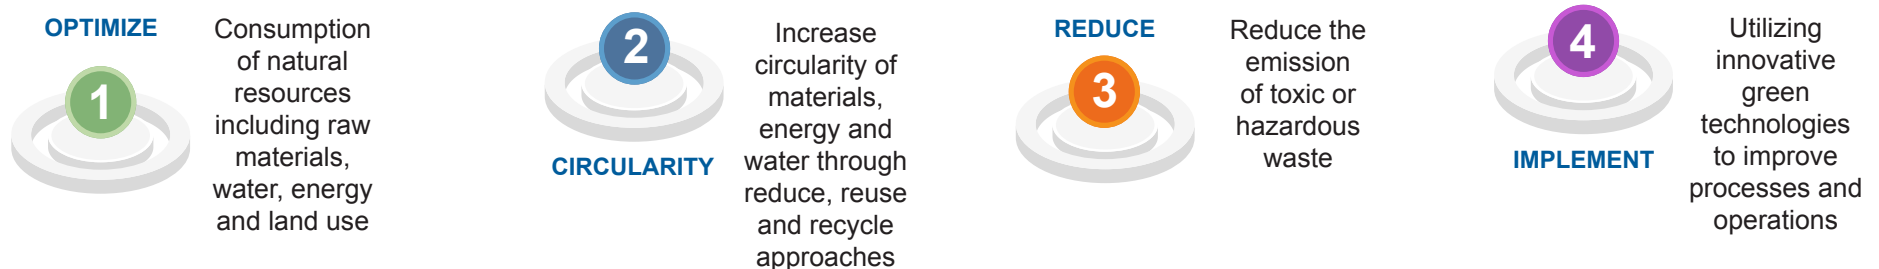 OPTIMIZE
1
Consumption
of natural
resources
including raw
materials,
water, energy
and land use
2
CIRCULARITY
Increase
circularity of
materials,
energy and
water through
reduce, reuse
and recycle
approaches
REDUCE
3
Reduce the
emission
of toxic or
hazardous
waste
4
IMPLEMENT
Utilizing
innovative
green
technologies
to improve
processes and
operations